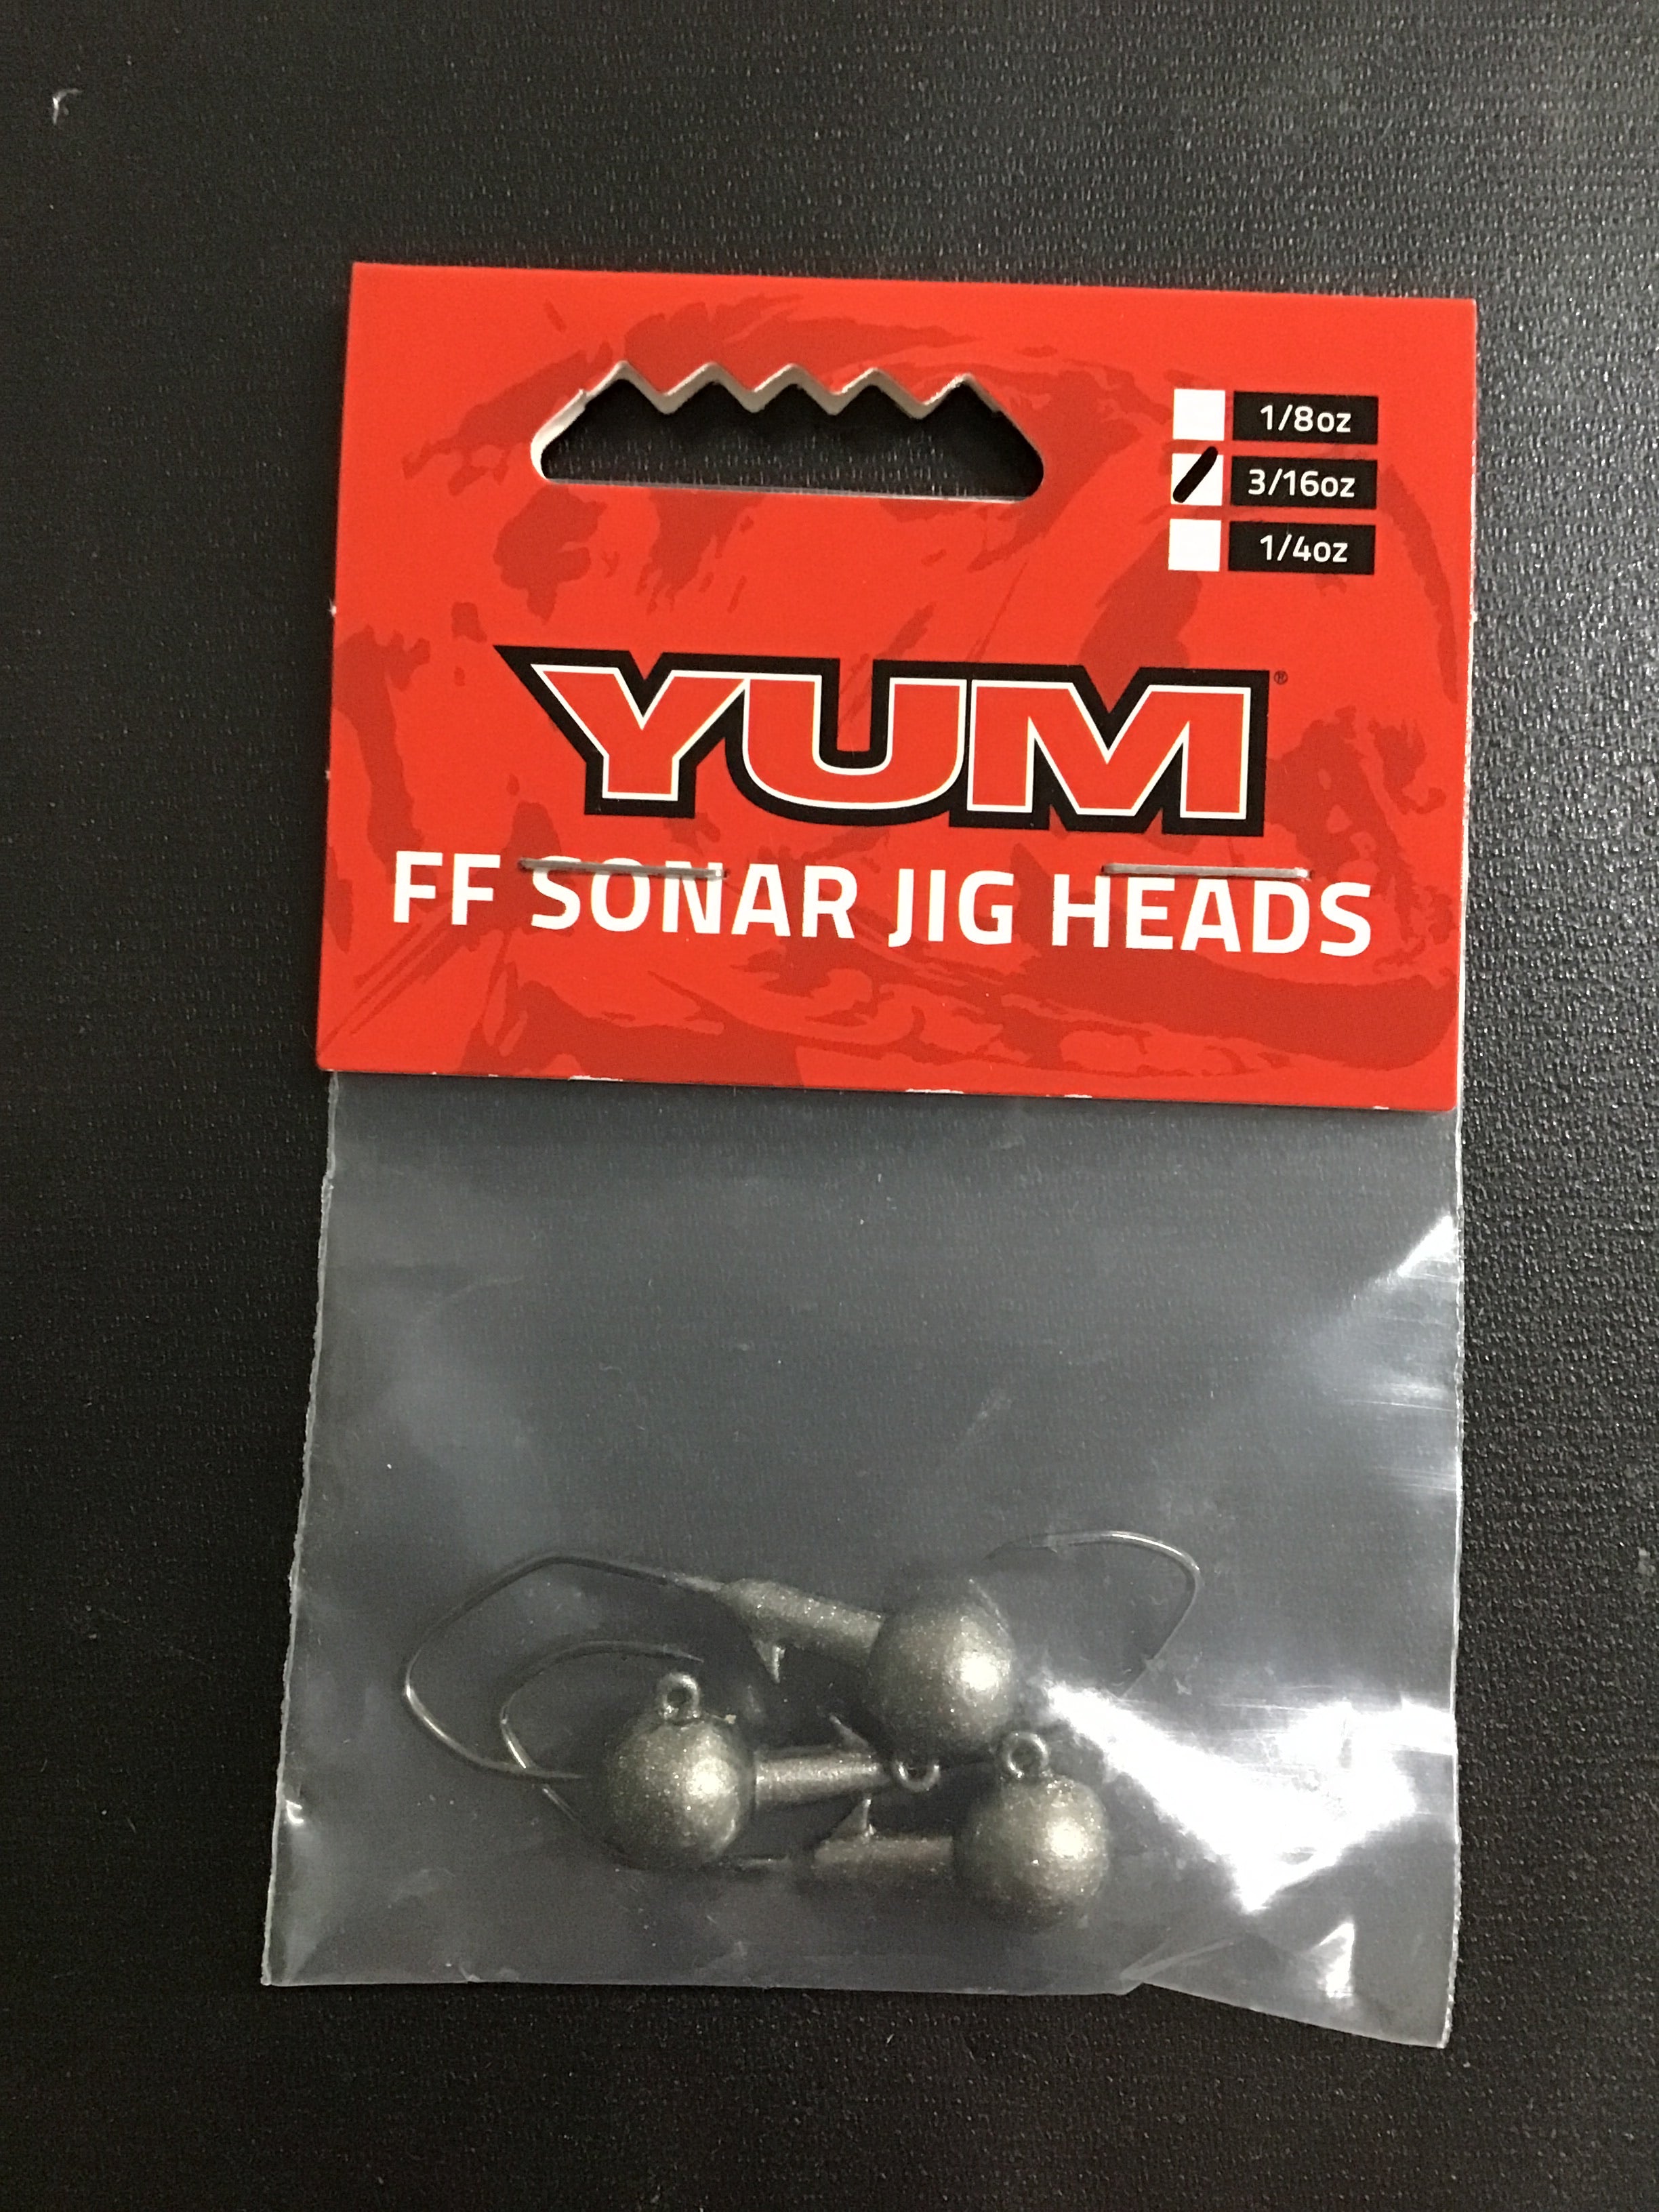 1/8oz
3/16oz
1/4oz
YUM®
FF SONAR JIG HEADS